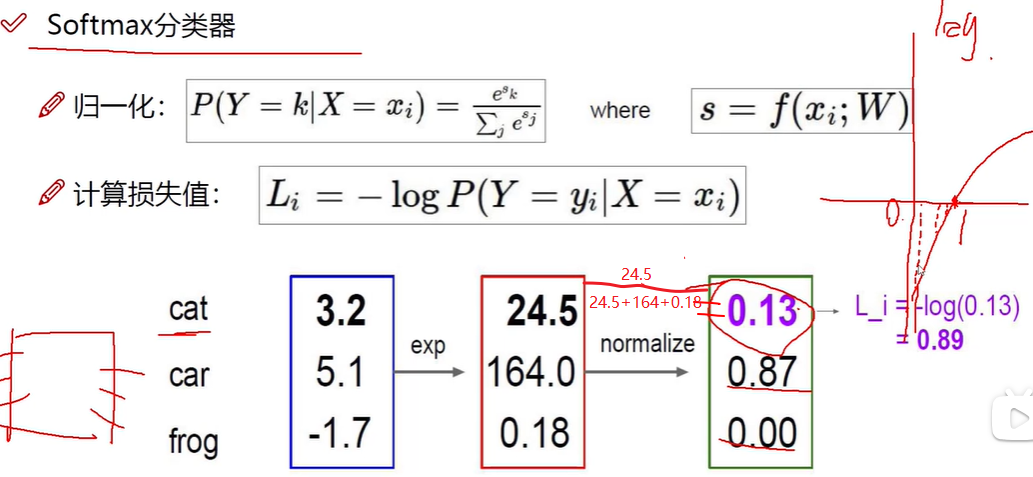 Softmax分类器
log.
归一化： P(Y = k|X = x_i) = \frac{e^{s_k}}{\sum_j e^{s_j}} where s = f(x_i; W)
计算损失值： L_i = − log P(Y = y_i|X = x_i)
0. 1
24.5
24.5+164+0.18
cat 3.2 24.5 0.13 L_i = -log(0.13)
exp normalize = 0.89
car 5.1 164.0 0.87
frog -1.7 0.18 0.00